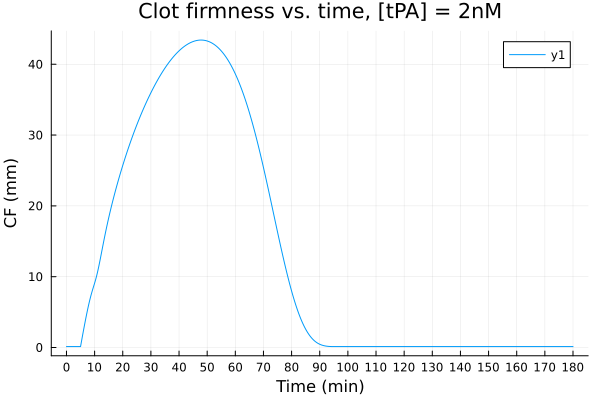 Clot firmness vs. time, [tPA] = 2nM
y1
CF (mm)
40
30
20
10
0
0 10 20 30 40 50 60 70 80 90 100 110 120 130 140 150 160 170 180
Time (min)